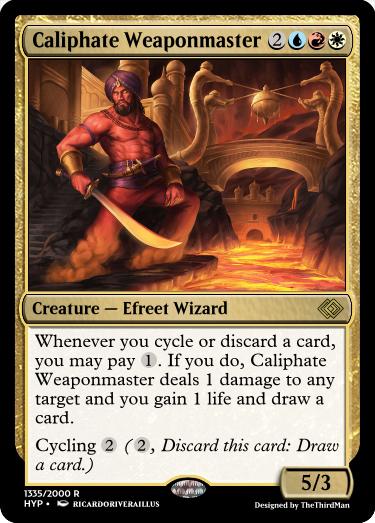 Caliphate Weaponmaster 2
Creature — Efreet Wizard
Whenever you cycle or discard a card,
you may pay 1. If you do, Caliphate
Weaponmaster deals 1 damage to any
target and you gain 1 life and draw a
card.
Cycling 2 ( 2, Discard this card: Draw
a card.)
5/3
1335/2000 R
HYP • RICARDORIVERAILLUS
Designed by TheThirdMan